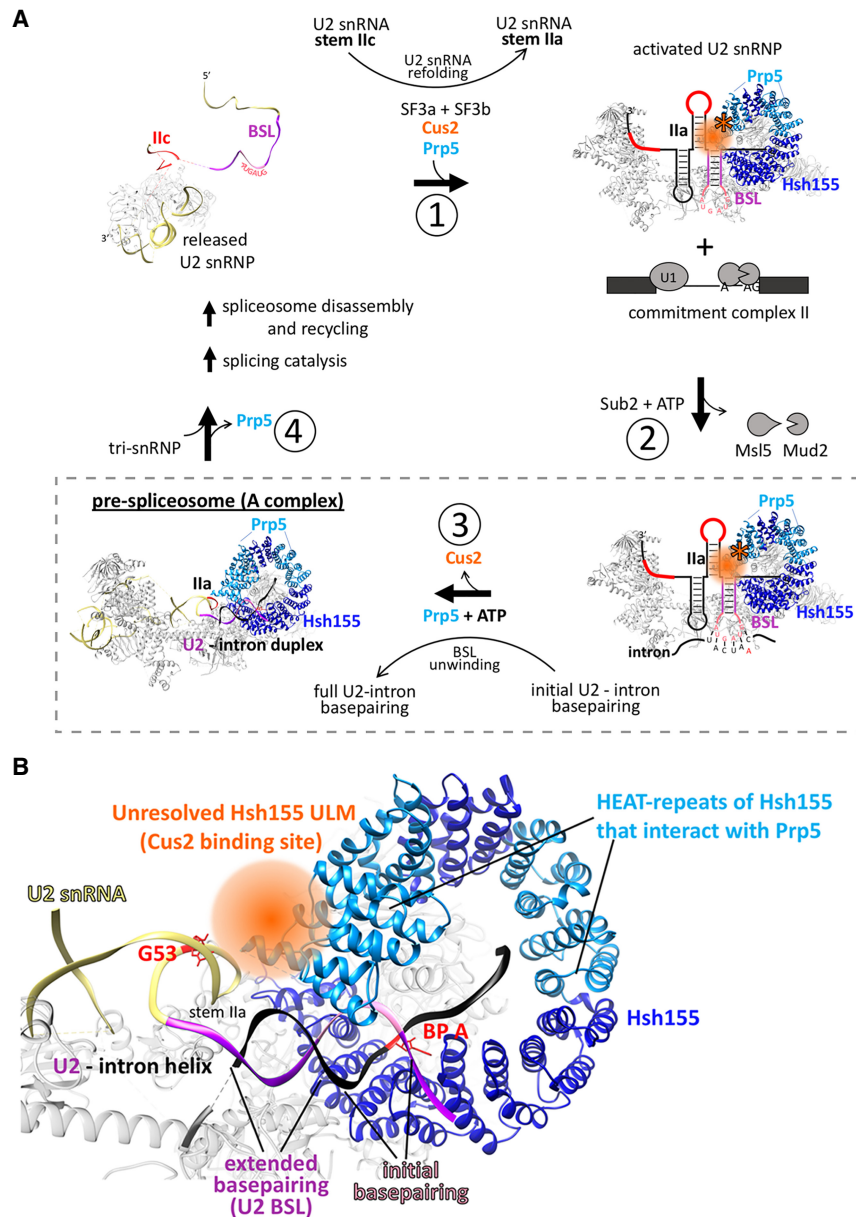 A
U2 snRNA
stem IIc
U2 snRNA
stem IIa
U2 snRNA
refolding
SF3a + SF3b
Cus2
Prp5
1
5'
IIc
BSL
UGAUG
3'
released
U2 snRNP
activated U2 snRNP
Prp5
3'
IIa
*
BSL
Hsh155
+
U1
A
AG
commitment complex II
spliceosome disassembly
and recycling
splicing catalysis
tri-snRNP
Prp5
4
Sub2 + ATP
2
Msl5 Mud2
pre-spliceosome (A complex)
Prp5
IIa
Hsh155
U2 - intron duplex
3
Cus2
Prp5 + ATP
BSL
unwinding
full U2-intron
basepairing
initial U2 - intron
basepairing
Prp5
3'
IIa
*
Hsh155
BSL
intron
B
Unresolved Hsh155 ULM
(Cus2 binding site)
HEAT-repeats of Hsh155
that interact with Prp5
U2 snRNA
G53
stem IIa
BP A
Hsh155
U2 - intron helix
extended
basepairing
(U2 BSL)
initial
basepairing